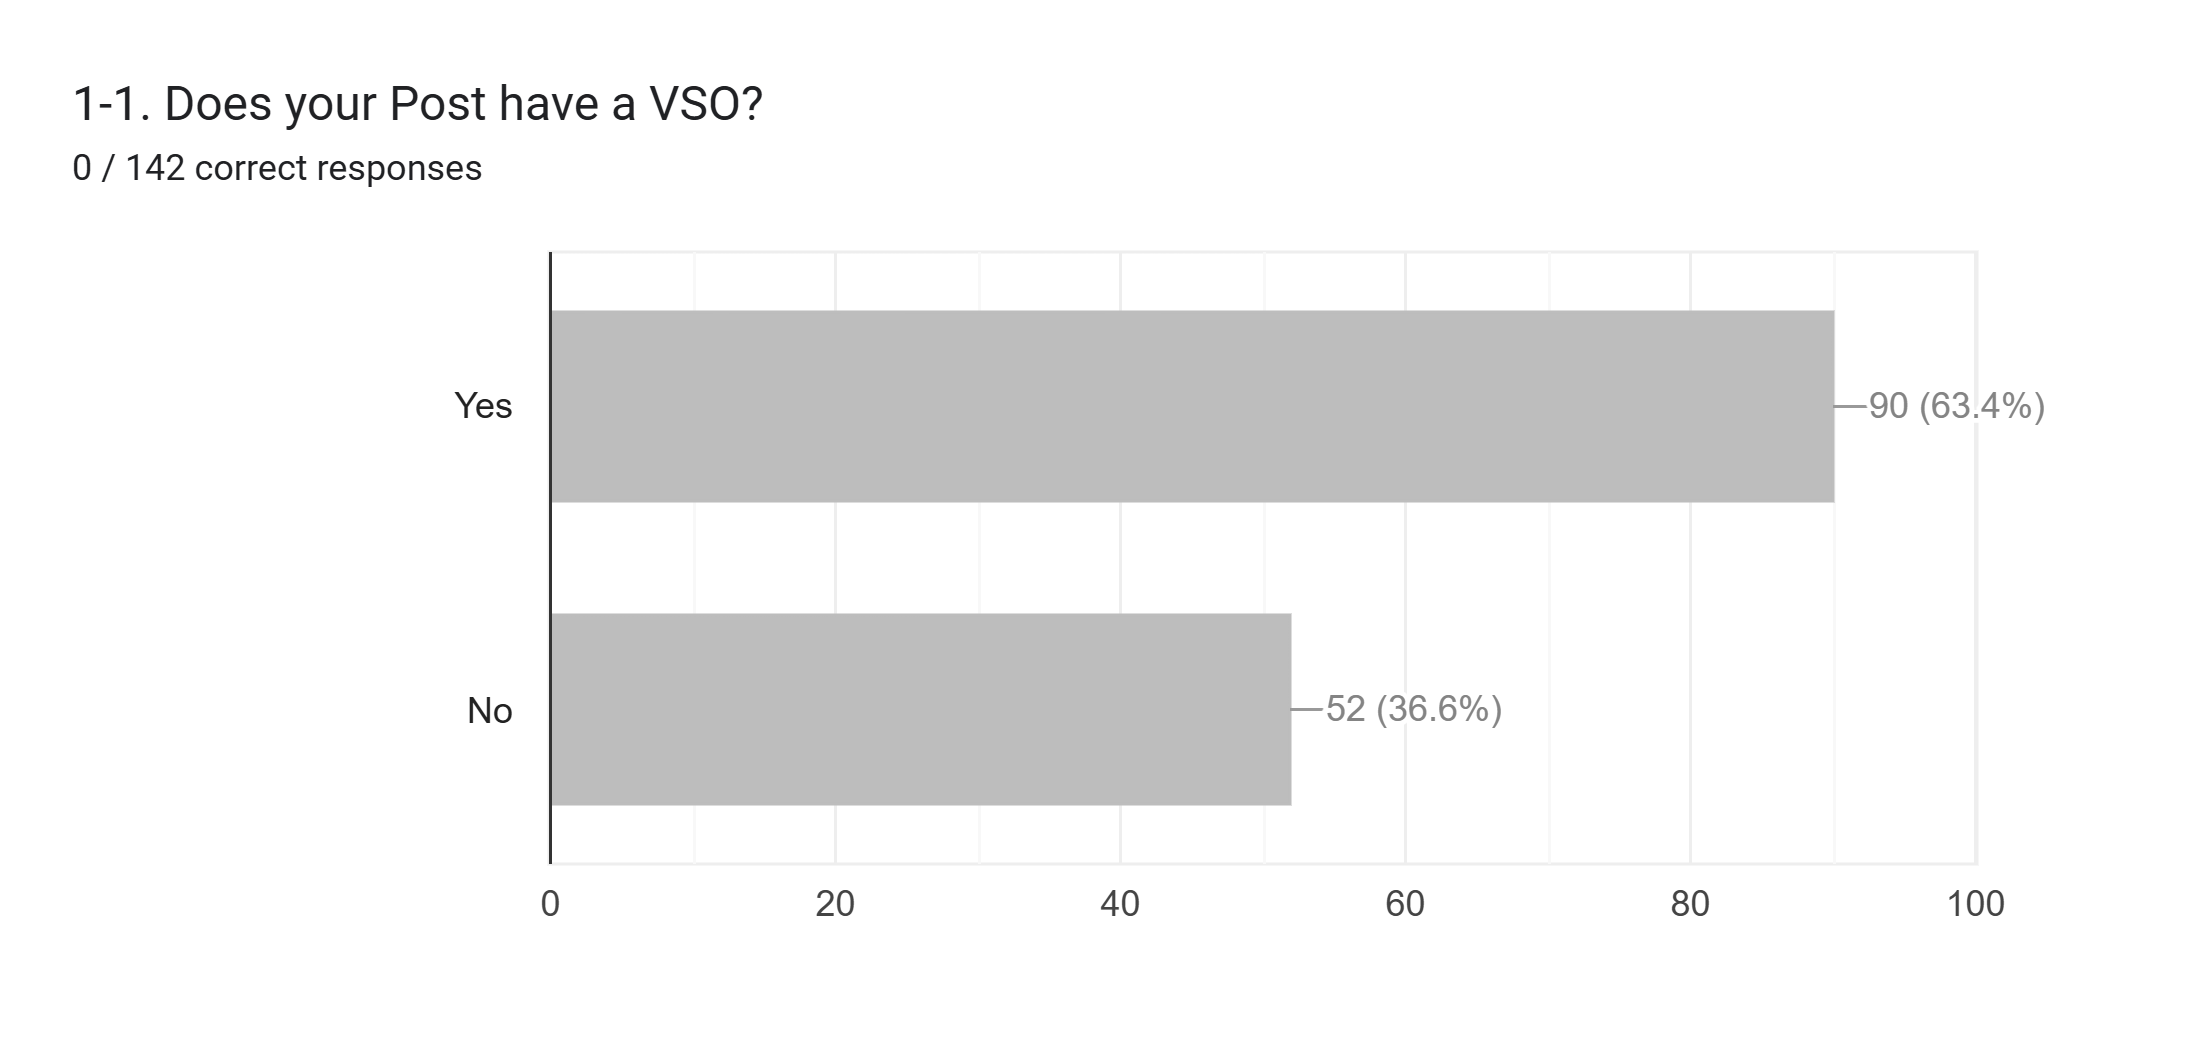 1-1. Does your Post have a VSO?
0 / 142 correct responses
Yes
90 (63.4%)
No
52 (36.6%)
0 20 40 60 80 100